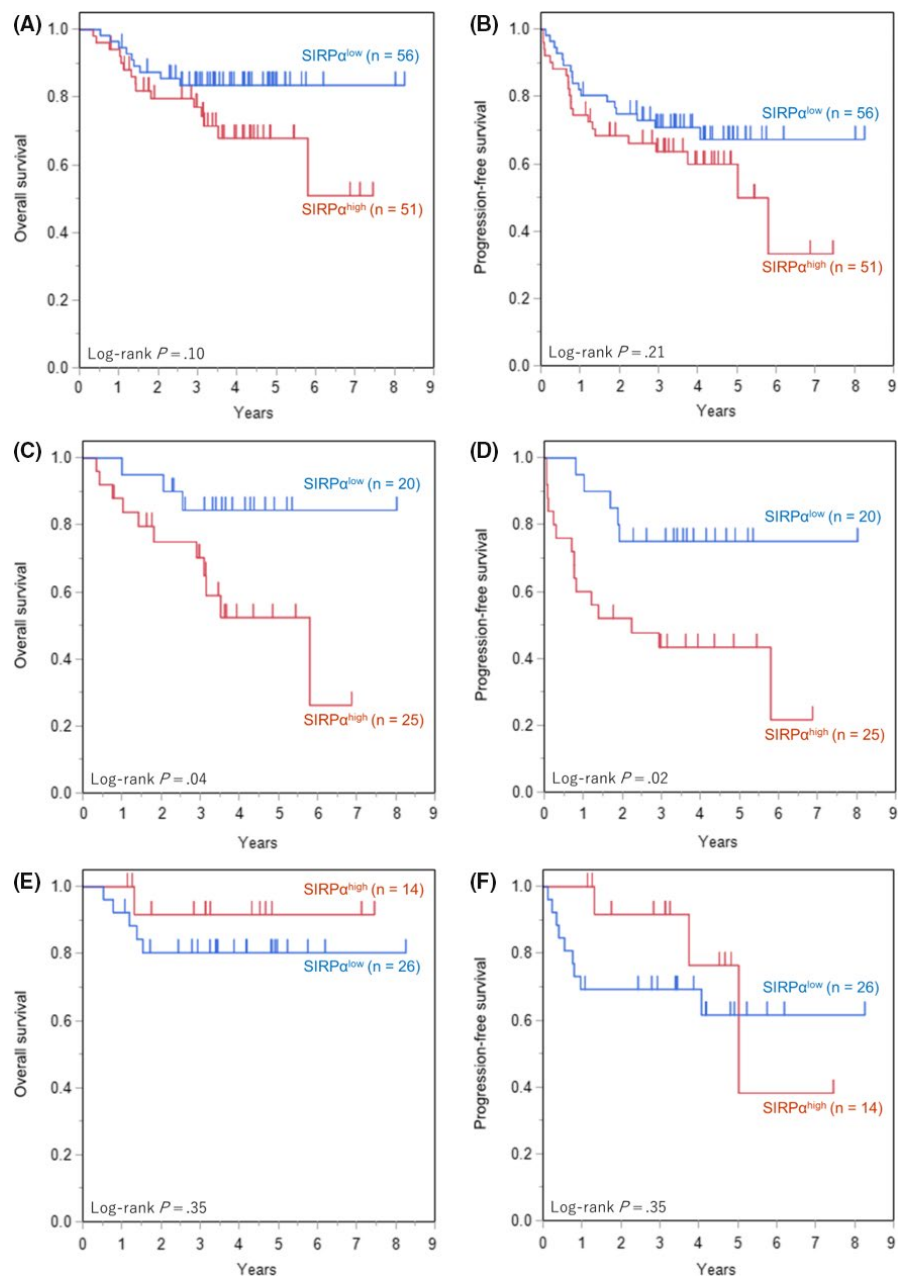 (A)
1.0
0.8
0.6
0.4
0.2
0.0
Overall survival
SIRPα^low (n = 56)
SIRPα^high (n = 51)
Log-rank P = .10
0 1 2 3 4 5 6 7 8 9
Years
(B)
1.0
0.8
0.6
0.4
0.2
0.0
Progression-free survival
SIRPα^low (n = 56)
SIRPα^high (n = 51)
Log-rank P = .21
0 1 2 3 4 5 6 7 8 9
Years
(C)
1.0
0.8
0.6
0.4
0.2
0.0
Overall survival
SIRPα^low (n = 20)
SIRPα^high (n = 25)
Log-rank P = .04
0 1 2 3 4 5 6 7 8 9
Years
(D)
1.0
0.8
0.6
0.4
0.2
0.0
Progression-free survival
SIRPα^low (n = 20)
SIRPα^high (n = 25)
Log-rank P = .02
0 1 2 3 4 5 6 7 8 9
Years
(E)
1.0
0.8
0.6
0.4
0.2
0.0
Overall survival
SIRPα^high (n = 14)
SIRPα^low (n = 26)
Log-rank P = .35
0 1 2 3 4 5 6 7 8 9
Years
(F)
1.0
0.8
0.6
0.4
0.2
0.0
Progression-free survival
SIRPα^low (n = 26)
SIRPα^high (n = 14)
Log-rank P = .35
0 1 2 3 4 5 6 7 8 9
Years